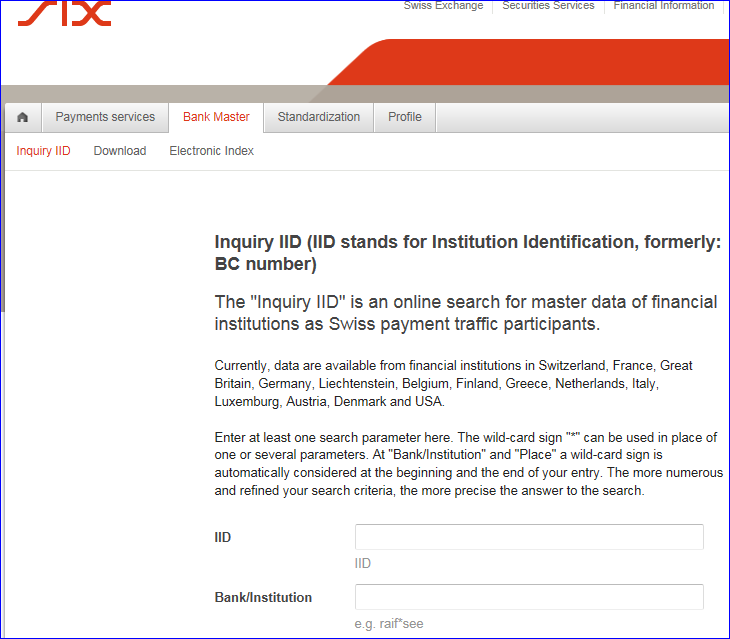 SIX
Swiss Exchange Securities Services Financial Information
Payments services Bank Master Standardization Profile
Inquiry IID Download Electronic Index
Inquiry IID (IID stands for Institution Identification, formerly:
BC number)
The "Inquiry IID" is an online search for master data of financial
institutions as Swiss payment traffic participants.
Currently, data are available from financial institutions in Switzerland, France, Great
Britain, Germany, Liechtenstein, Belgium, Finland, Greece, Netherlands, Italy,
Luxemburg, Austria, Denmark and USA.
Enter at least one search parameter here. The wild-card sign "*" can be used in place of
one or several parameters. At "Bank/Institution" and "Place" a wild-card sign is
automatically considered at the beginning and the end of your entry. The more numerous
and refined your search criteria, the more precise the answer to the search.
IID
IID
Bank/Institution
e.g. raif*see